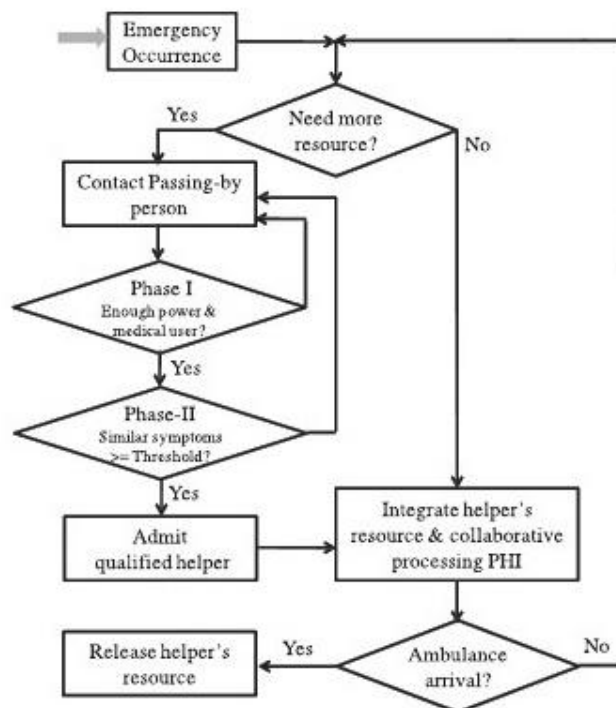 Emergency
Occurrence
Need more
resource?
Yes
No
Contact Passing-by
person
Phase I
Enough power &
medical user?
Yes
Phase-II
Similar symptoms
>= Threshold?
Yes
Admit
qualified helper
Integrate helper's
resource & collaborative
processing PHI
Ambulance
arrival?
Yes
No
Release helper's
resource